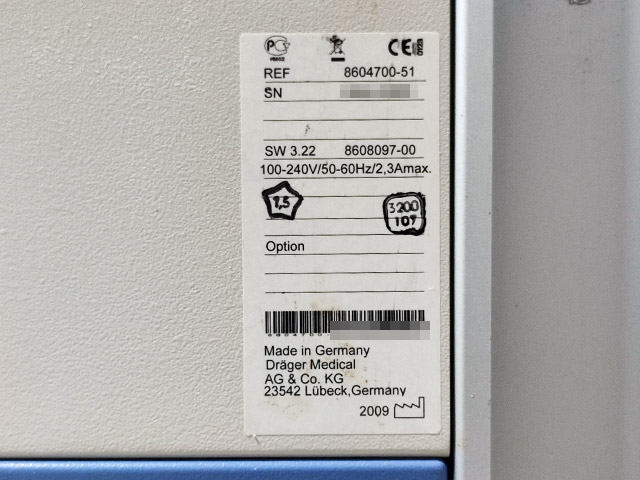 REF 8604700-51
SN
SW 3.22 8608097-00
100-240V/50-60Hz/2,3Amax.
1,5
3200
107
Option
Made in Germany
Dräger Medical
AG & Co. KG
23542 Lübeck,Germany
2009